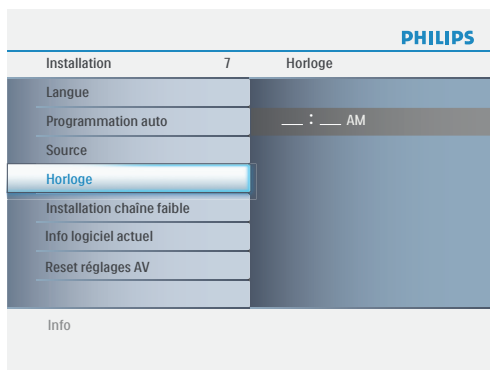 PHILIPS
Installation 7 Horloge
Langue
Programmation auto
__ : __ AM
Source
Horloge
Installation chaîne faible
Info logiciel actuel
Reset réglages AV
Info